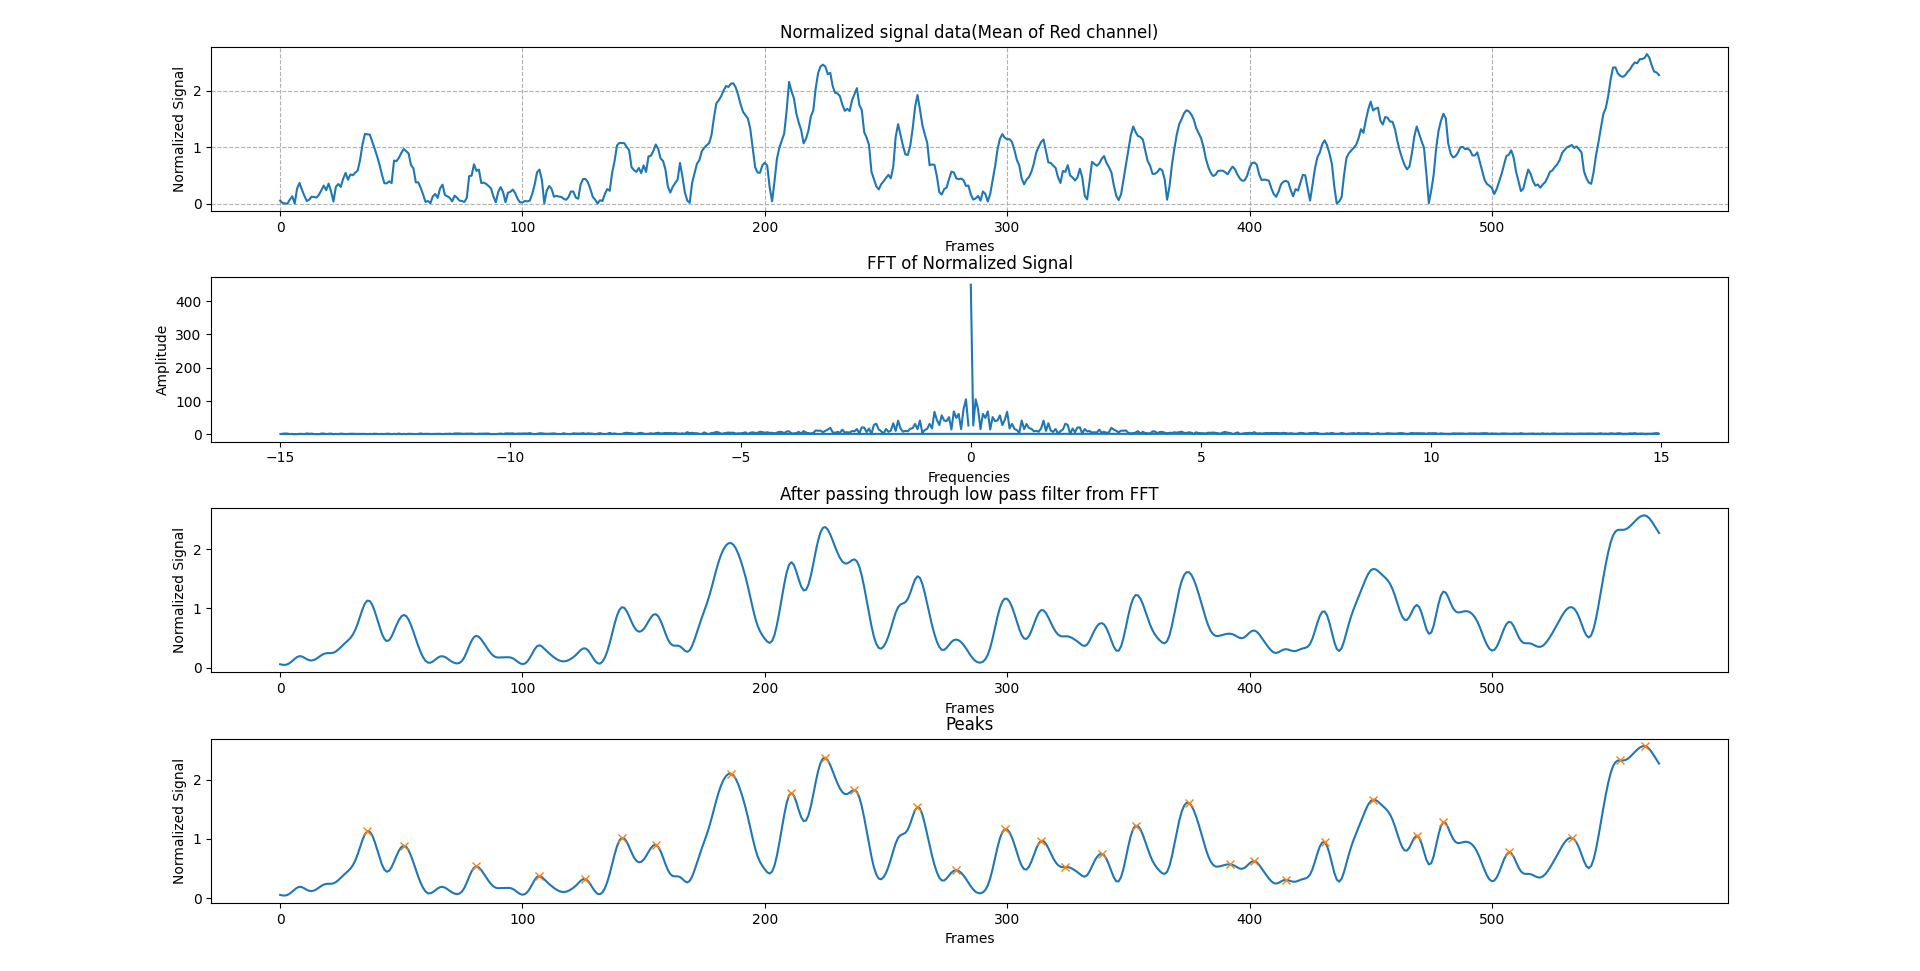 Normalized signal data(Mean of Red channel)
Normalized Signal
2
1
0
0 100 200 300 400 500
Frames
FFT of Normalized Signal
Amplitude
400
300
200
100
0
−15 −10 −5 0 5 10 15
Frequencies
After passing through low pass filter from FFT
Normalized Signal
2
1
0
0 100 200 300 400 500
Frames
Peaks
Normalized Signal
2
1
0
0 100 200 300 400 500
Frames